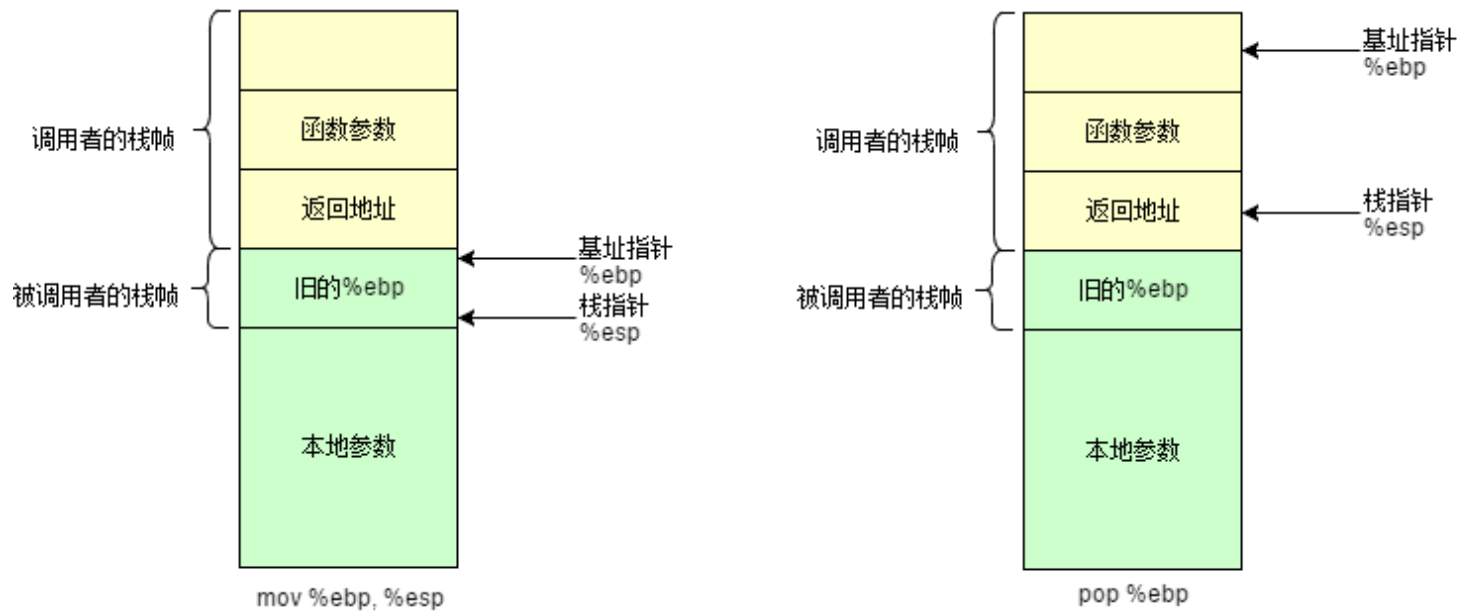 调用者的栈帧
函数参数
返回地址
基址指针
%ebp
被调用者的栈帧
旧的%ebp
栈指针
%esp
本地参数
mov %ebp, %esp
基址指针
%ebp
调用者的栈帧
函数参数
返回地址
栈指针
%esp
被调用者的栈帧
旧的%ebp
本地参数
pop %ebp